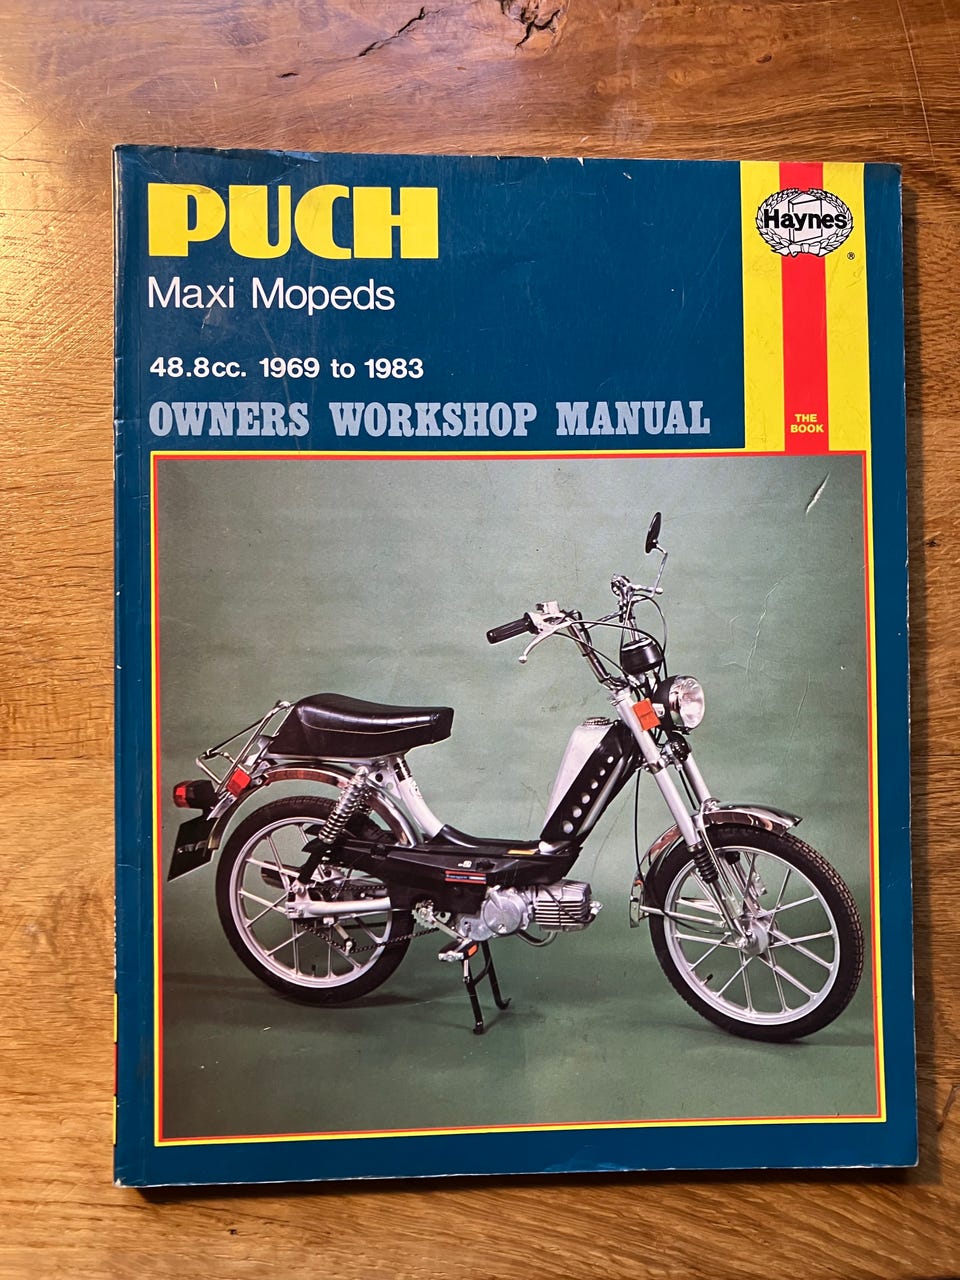 PUCH
Maxi Mopeds
48.8cc. 1969 to 1983
OWNERS WORKSHOP MANUAL
Haynes
®
THE
BOOK